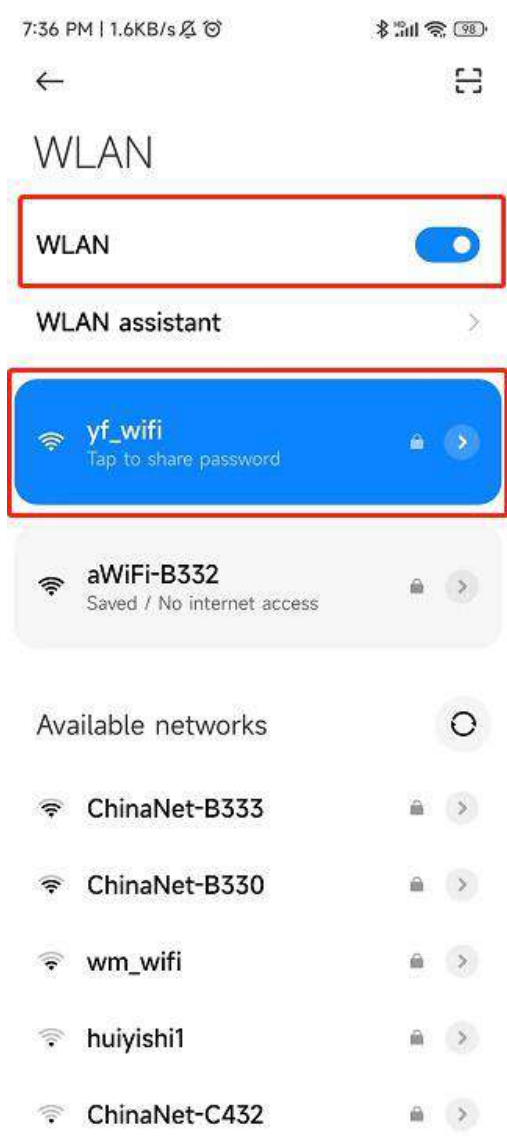 7:36 PM | 1.6KB/s
98
WLAN
WLAN
WLAN assistant
yf_wifi
Tap to share password
aWiFi-B332
Saved / No internet access
Available networks
ChinaNet-B333
ChinaNet-B330
wm_wifi
huiyishi1
ChinaNet-C432